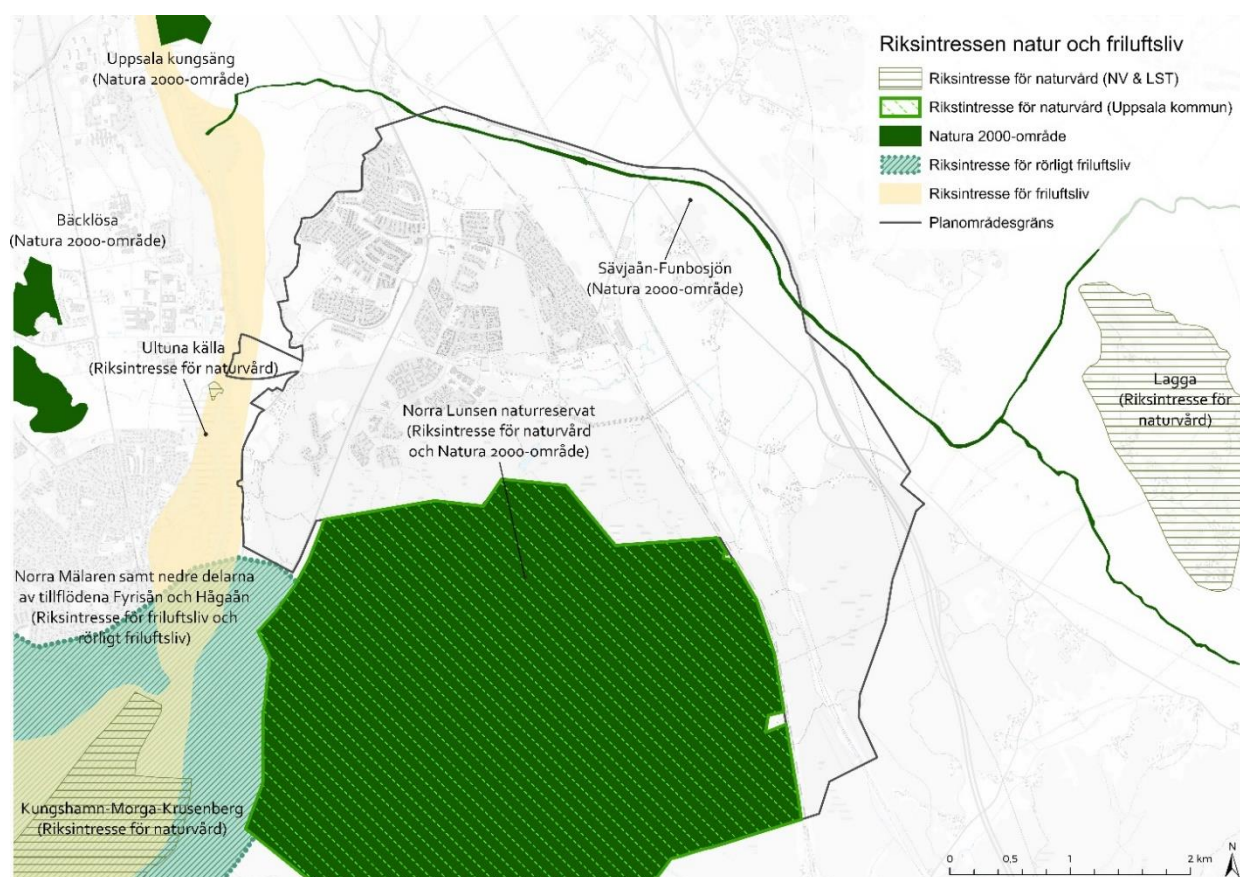 Uppsala kungsäng
(Natura 2000-område)
Riksintressen natur och friluftsliv
Riksintresse för naturvård (NV & LST)
Rikstintresse för naturvård (Uppsala kommun)
Natura 2000-område
Riksintresse för rörligt friluftsliv
Riksintresse för friluftsliv
Planområdesgräns
Bäcklösa
(Natura 2000-område)
Sävjaån-Funbosjön
(Natura 2000-område)
Ultuna källa
(Riksintresse för naturvård)
Lagga
(Riksintresse för
naturvård)
Norra Lunsen naturreservat
(Riksintresse för naturvård
och Natura 2000-område)
Norra Mälaren samt nedre delarna
av tillflödena Fyrisån och Hågaån
(Riksintresse för friluftsliv och
rörligt friluftsliv)
Kungshamn-Morga-Krusenberg
(Riksintresse för naturvård)
0 0,5 1 2 km
N